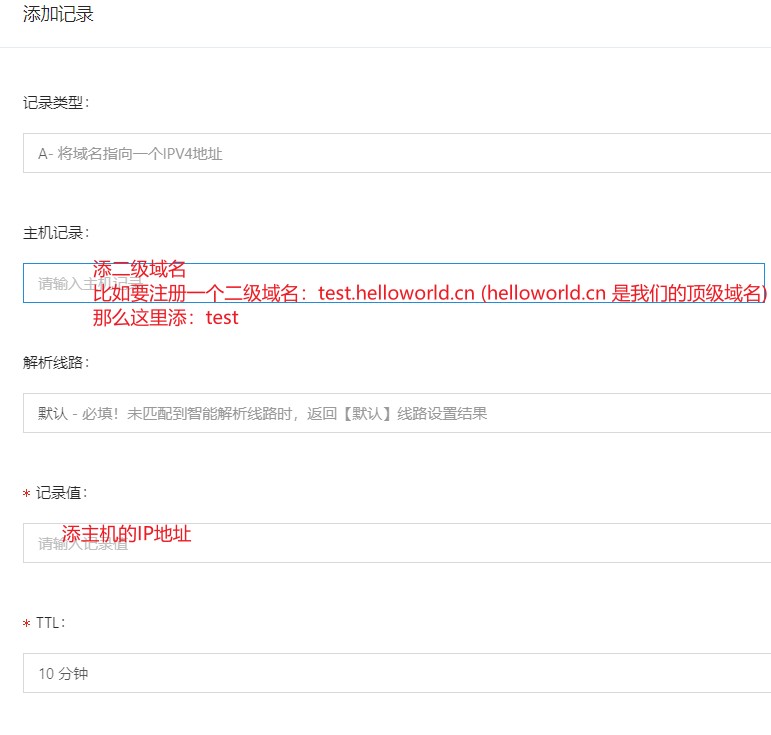 添加记录
记录类型：
A- 将域名指向一个IPV4地址
主机记录：
请输入主机记录
添二级域名
比如要注册一个二级域名：test.helloworld.cn (helloworld.cn 是我们的顶级域名)
那么这里添：test
解析线路：
默认 - 必填！未匹配到智能解析线路时，返回【默认】线路设置结果
* 记录值：
请输入记录值
添主机的IP地址
* TTL：
10 分钟